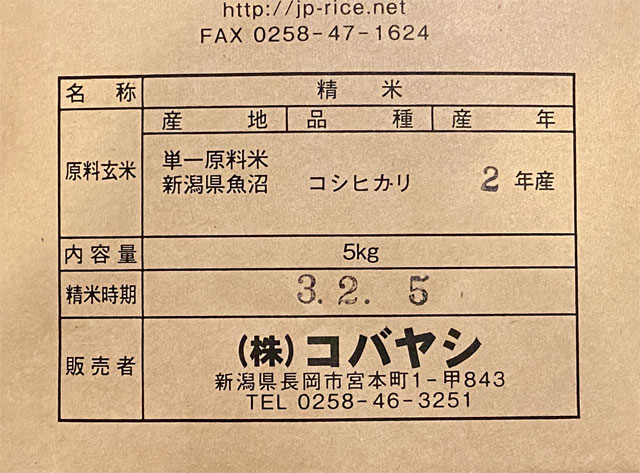 http://jp-rice.net
FAX 0258-47-1624
名称 精米
産地 品種 産年
原料玄米
単一原料米
新潟県魚沼 コシヒカリ 2年産
内容量 5kg
精米時期 3.2.5
販売者
(株)コバヤシ
新潟県長岡市宮本町1-甲843
TEL 0258-46-3251